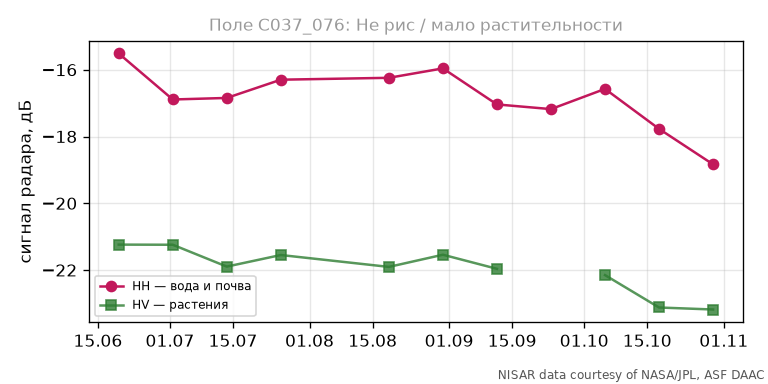 Поле C037_076: Не рис / мало растительности
сигнал радара, дБ
−16
−18
−20
−22
HH — вода и почва
HV — растения
15.06 01.07 15.07 01.08 15.08 01.09 15.09 01.10 15.10 01.11
NISAR data courtesy of NASA/JPL, ASF DAAC